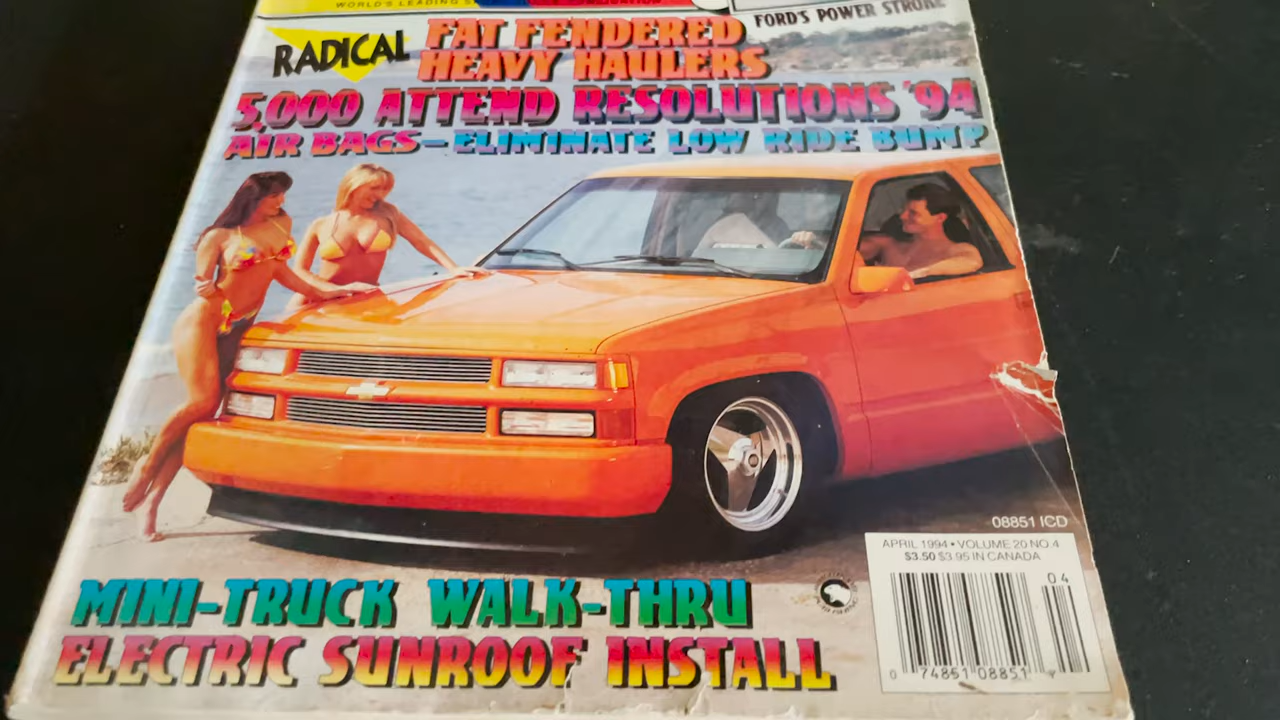 WORLD'S LEADING
FORD'S POWER STROKE
RADICAL
FAT FENDERED
HEAVY HAULERS
5,000 ATTEND RESOLUTIONS '94
AIR BAGS-ELIMINATE LOW RIDE BUMP
08851 ICD
APRIL 1994 • VOLUME 20 NO.4
$3.50 $3.95 IN CANADA
04
0 74851 08851
MINI-TRUCK WALK-THRU
ELECTRIC SUNROOF INSTALL